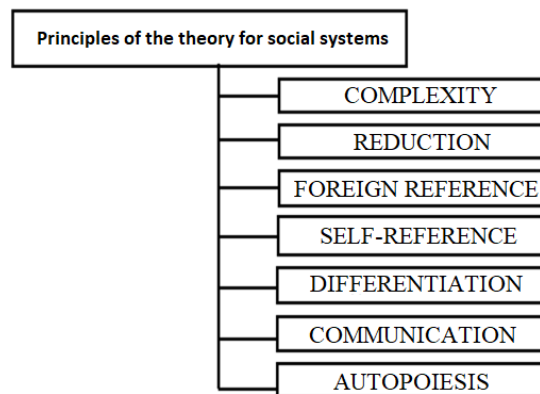 Principles of the theory for social systems
COMPLEXITY
REDUCTION
FOREIGN REFERENCE
SELF-REFERENCE
DIFFERENTIATION
COMMUNICATION
AUTOPOIESIS